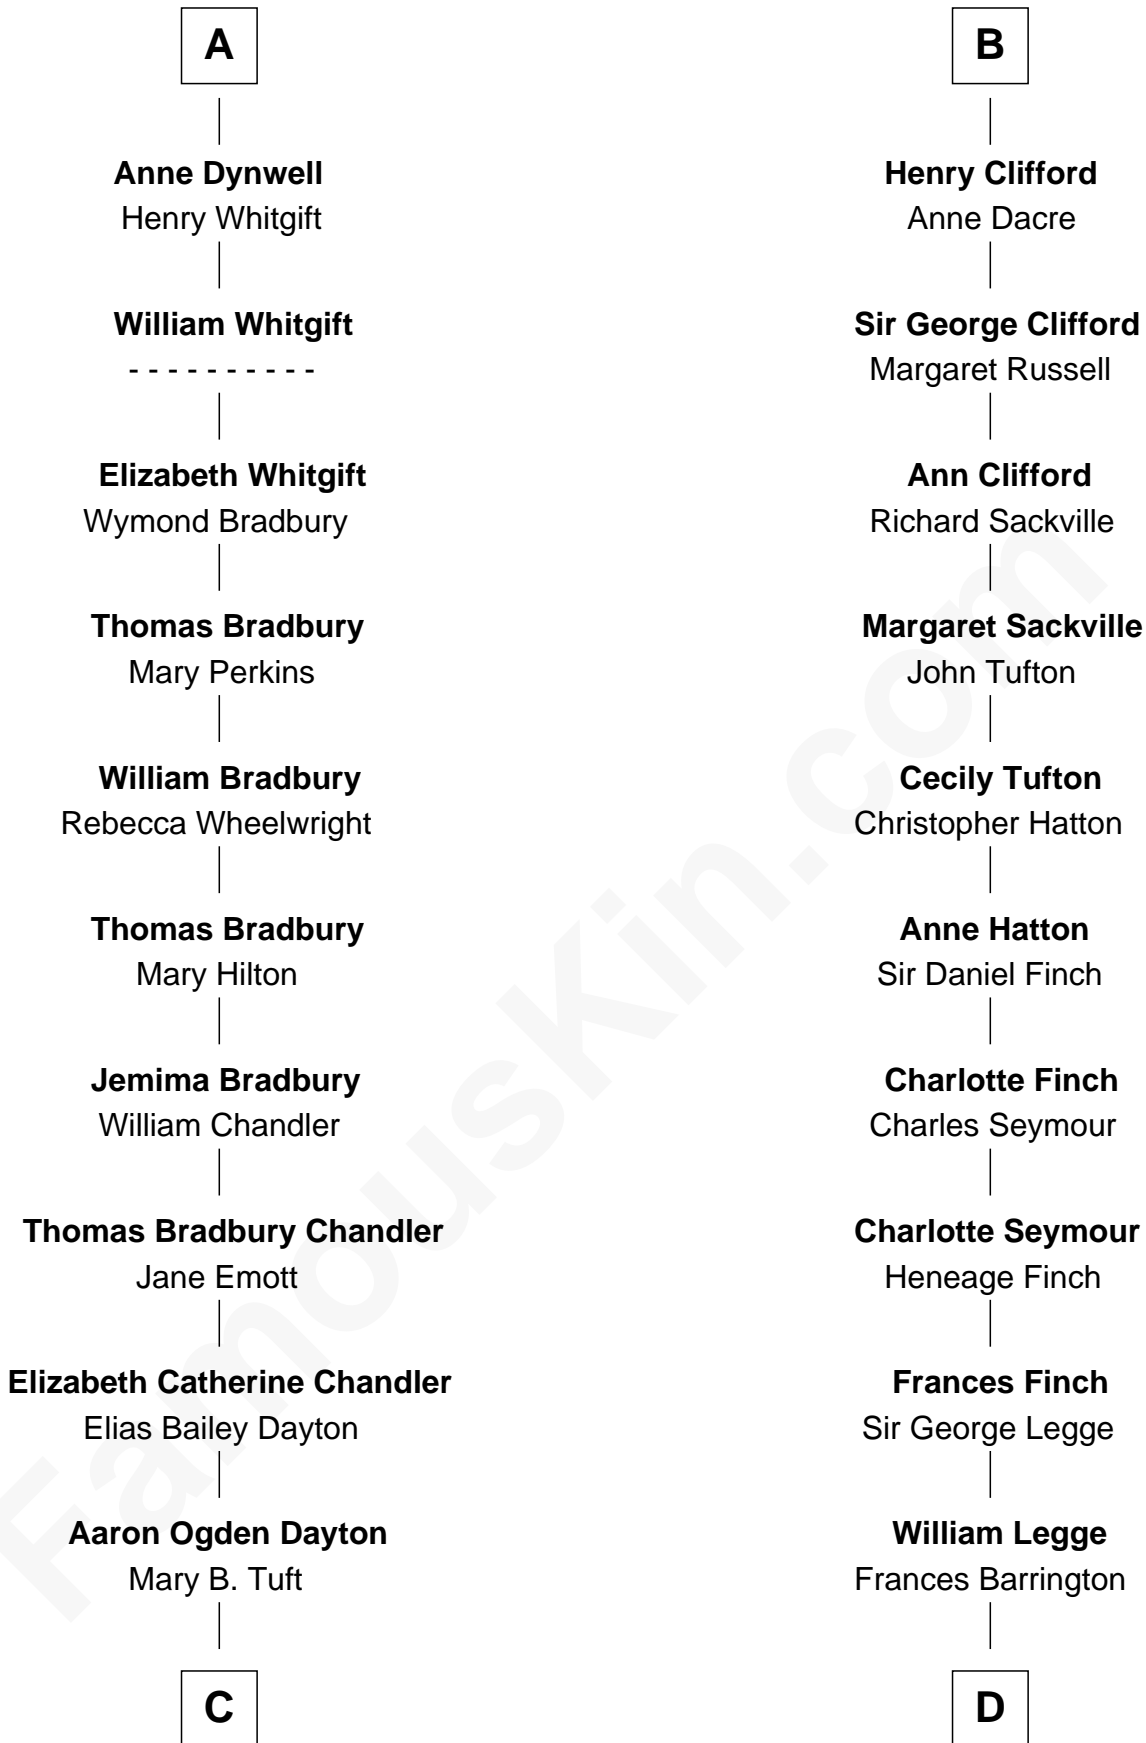 A
Anne Dynwell
Henry Whitgift
William Whitgift
- - - - - - - - - -
Elizabeth Whitgift
Wymond Bradbury
Thomas Bradbury
Mary Perkins
William Bradbury
Rebecca Wheelwright
Thomas Bradbury
Mary Hilton
Jemima Bradbury
William Chandler
Thomas Bradbury Chandler
Jane Emott
Elizabeth Catherine Chandler
Elias Bailey Dayton
Aaron Ogden Dayton
Mary B. Tuft
C
B
Henry Clifford
Anne Dacre
Sir George Clifford
Margaret Russell
Ann Clifford
Richard Sackville
Margaret Sackville
John Tufton
Cecily Tufton
Christopher Hatton
Anne Hatton
Sir Daniel Finch
Charlotte Finch
Charles Seymour
Charlotte Seymour
Heneage Finch
Frances Finch
Sir George Legge
William Legge
Frances Barrington
D
FamousKin.com